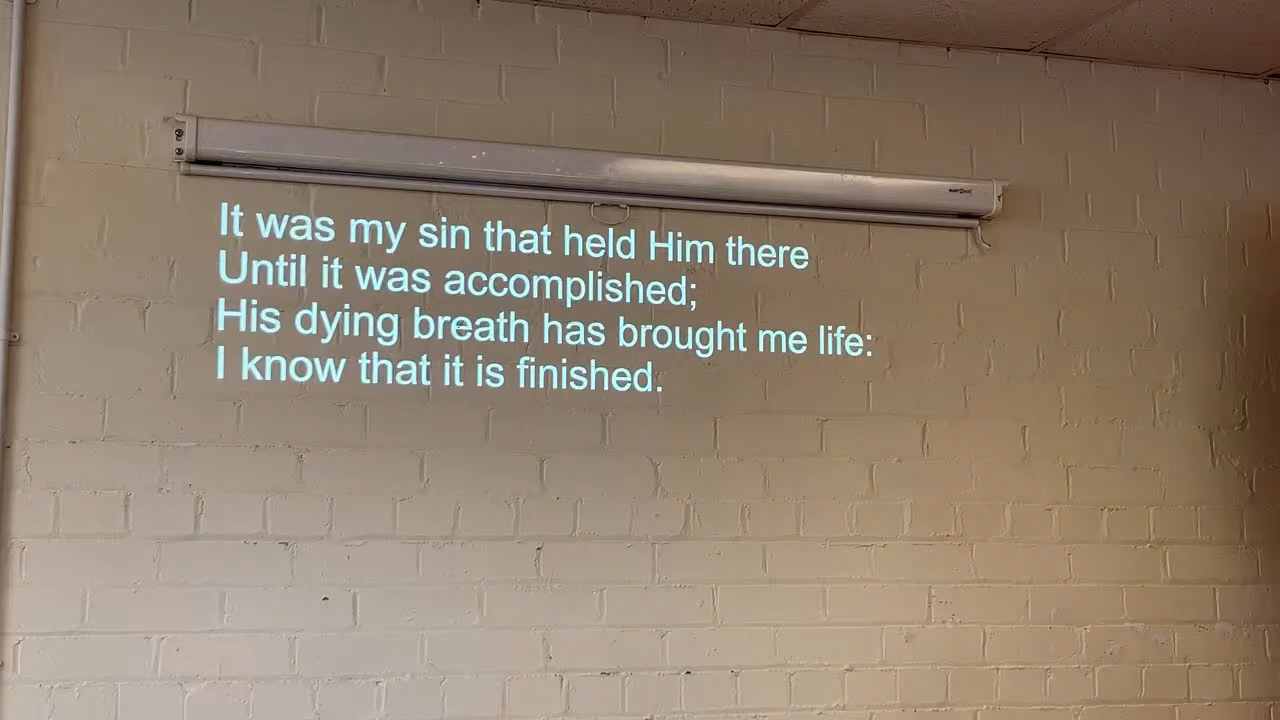 It was my sin that held Him there
Until it was accomplished;
His dying breath has brought me life:
I know that it is finished.